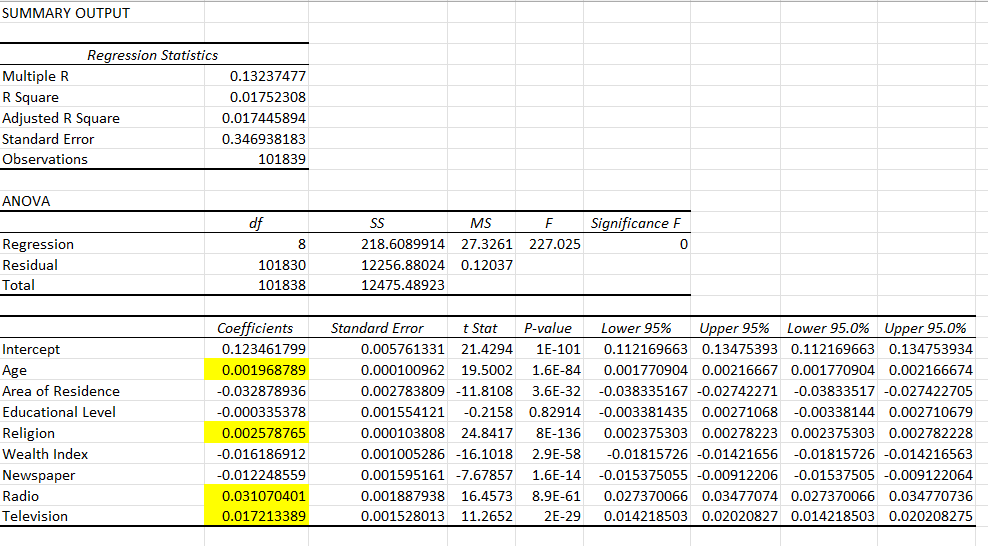 SUMMARY OUTPUT
Regression Statistics
Multiple R 0.13237477
R Square 0.01752308
Adjusted R Square 0.017445894
Standard Error 0.346938183
Observations 101839
ANOVA
df SS MS F Significance F
Regression 8 218.6089914 27.3261 227.025 0
Residual 101830 12256.88024 0.12037
Total 101838 12475.48923
Coefficients Standard Error t Stat P-value Lower 95% Upper 95% Lower 95.0% Upper 95.0%
Intercept 0.123461799 0.005761331 21.4294 1E-101 0.112169663 0.13475393 0.112169663 0.134753934
Age 0.001968789 0.000100962 19.5002 1.6E-84 0.001770904 0.00216667 0.001770904 0.002166674
Area of Residence -0.032878936 0.002783809 -11.8108 3.6E-32 -0.038335167 -0.02742271 -0.03833517 -0.027422705
Educational Level -0.000335378 0.001554121 -0.2158 0.82914 -0.003381435 0.00271068 -0.00338144 0.002710679
Religion 0.002578765 0.000103808 24.8417 8E-136 0.002375303 0.00278223 0.002375303 0.002782228
Wealth Index -0.016186912 0.001005286 -16.1018 2.9E-58 -0.01815726 -0.01421656 -0.01815726 -0.014216563
Newspaper -0.012248559 0.001595161 -7.67857 1.6E-14 -0.015375055 -0.00912206 -0.01537505 -0.009122064
Radio 0.031070401 0.001887938 16.4573 8.9E-61 0.027370066 0.03477074 0.027370066 0.034770736
Television 0.017213389 0.001528013 11.2652 2E-29 0.014218503 0.02020827 0.014218503 0.020208275